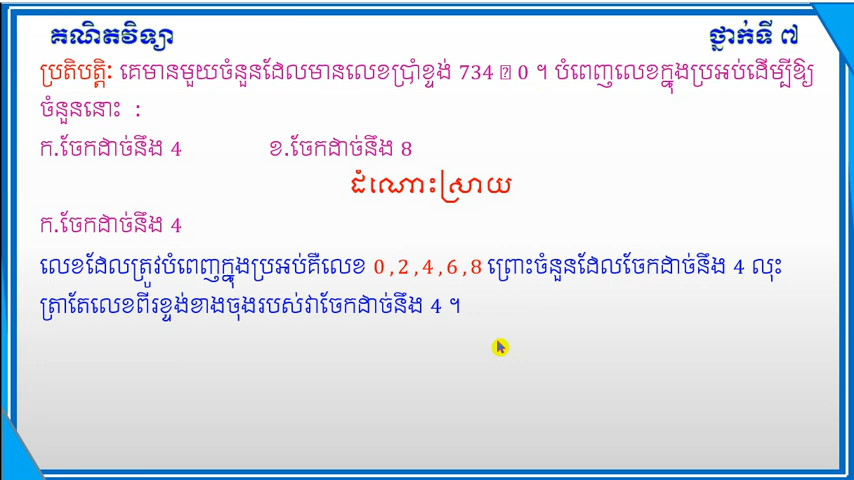 គណិតវិទ្យា ថ្នាក់ទី ៧
ប្រតិបត្តិ: គេមានមួយចំនួនដែលមានលេខប្រាំខ្ទង់ 734 ⍰ 0 ។ បំពេញលេខក្នុងប្រអប់ដើម្បីឱ្យ
ចំនួននោះ :
ក.ចែកដាច់នឹង 4 ខ.ចែកដាច់នឹង 8
ដំណោះស្រាយ
ក.ចែកដាច់នឹង 4
លេខដែលត្រូវបំពេញក្នុងប្រអប់គឺលេខ 0 , 2 , 4 , 6 , 8 ព្រោះចំនួនដែលចែកដាច់នឹង 4 លុះ
ត្រាតែលេខពីរខ្ទង់ខាងចុងរបស់វាចែកដាច់នឹង 4 ។